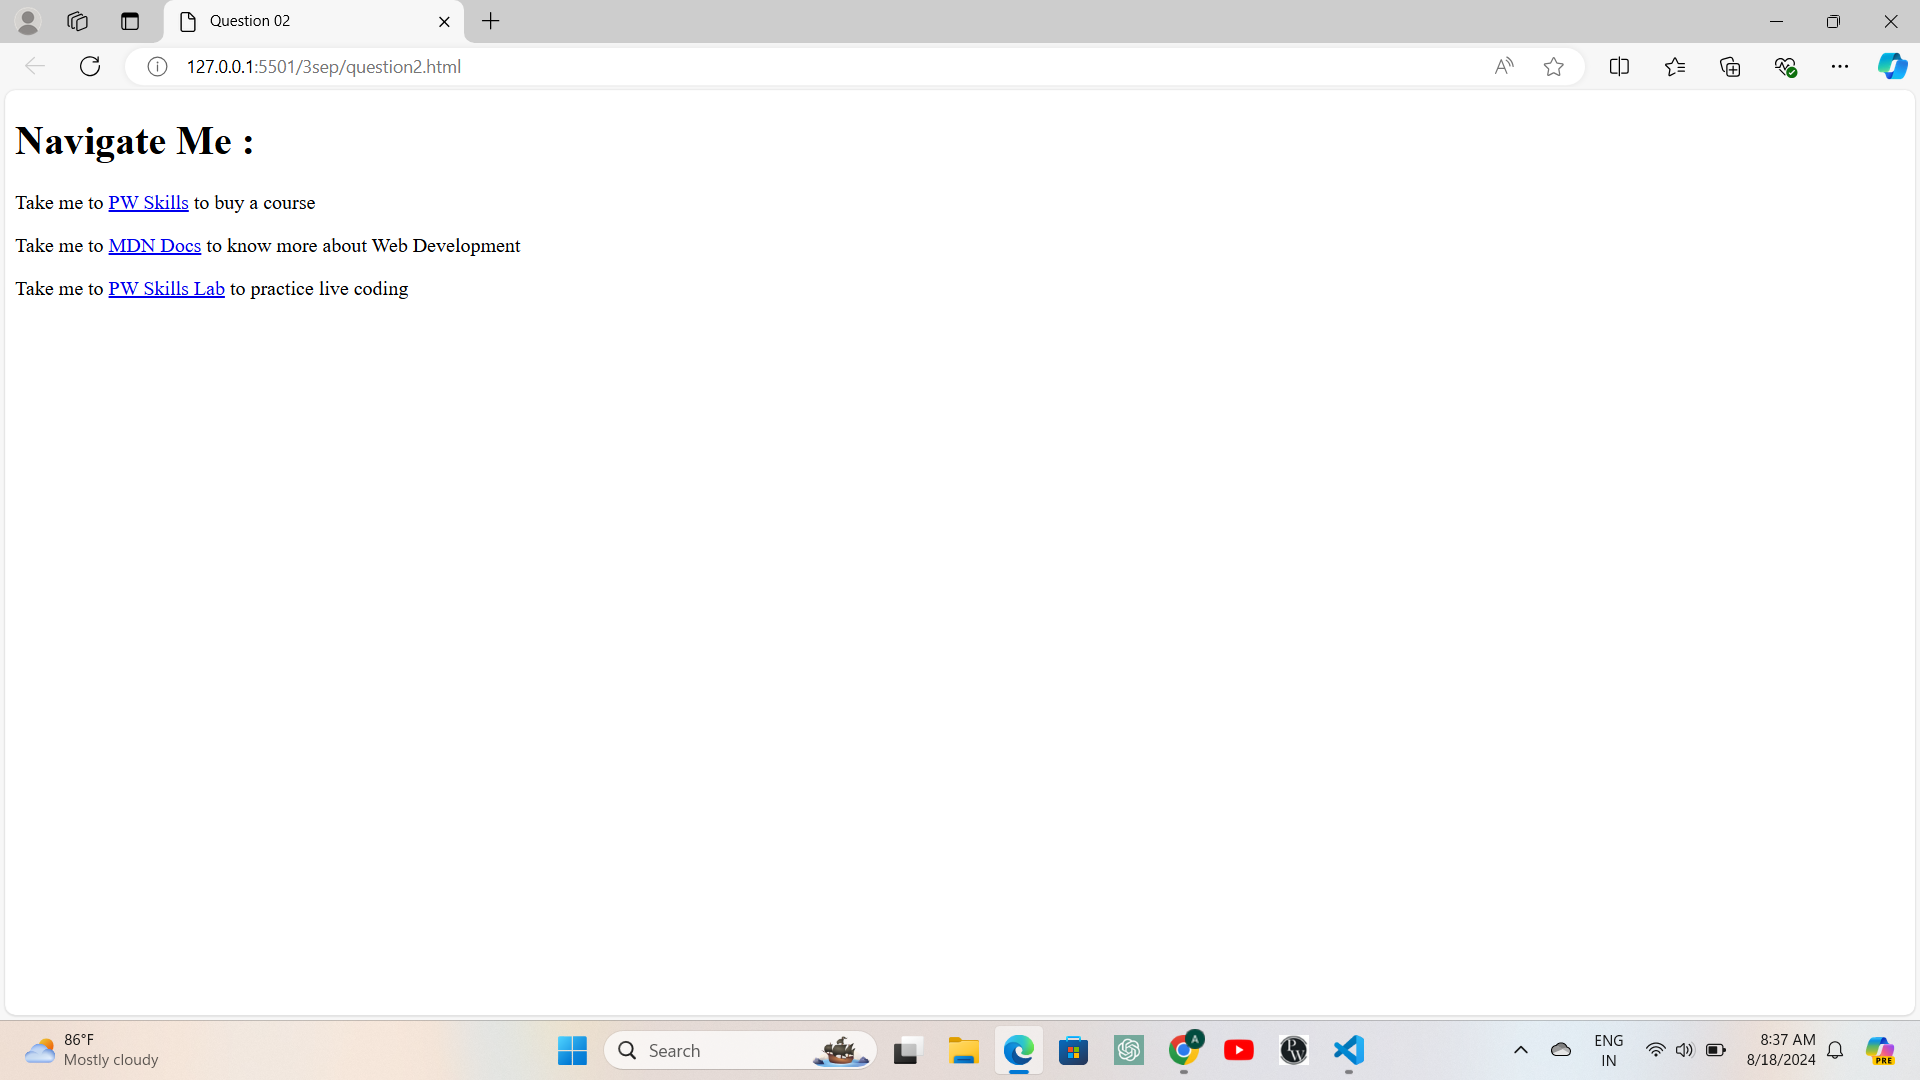 Question 02
127.0.0.1:5501/3sep/question2.html
Navigate Me :
Take me to PW Skills to buy a course
Take me to MDN Docs to know more about Web Development
Take me to PW Skills Lab to practice live coding
86°F
Mostly cloudy
Search
A
PW
ENG
IN
8:37 AM
8/18/2024
PRE